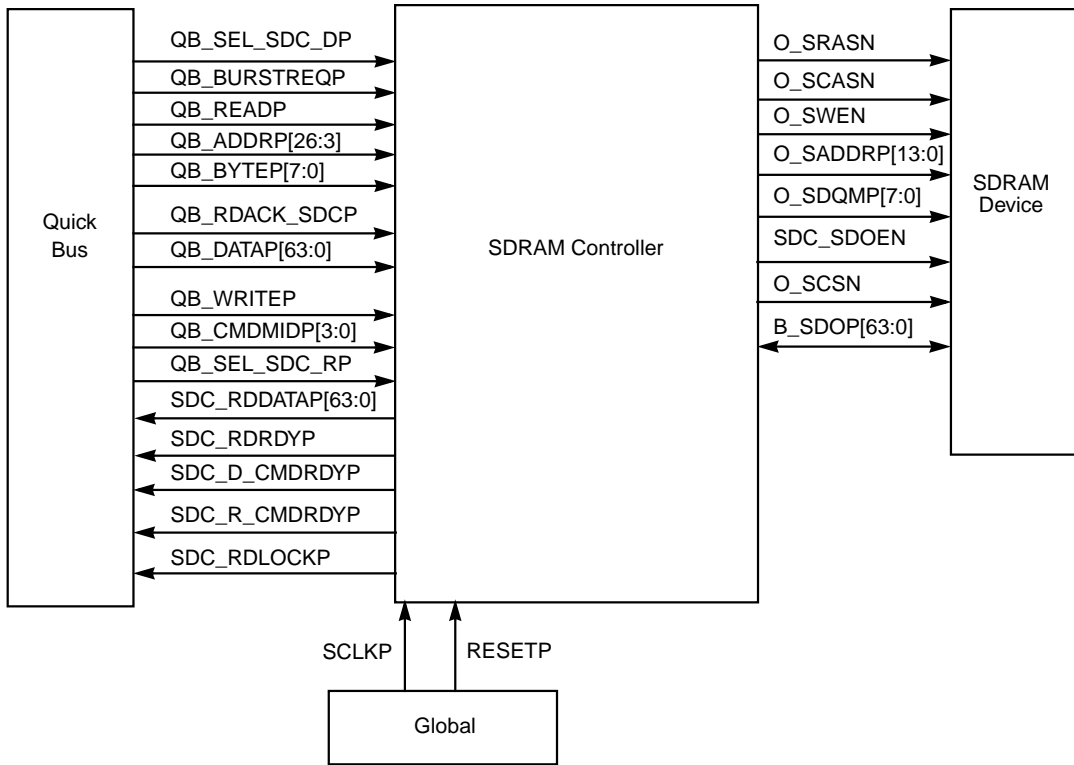 QB_SEL_SDC_DP
QB_BURSTREQP
QB_READP
QB_ADDRP[26:3]
QB_BYTEP[7:0]
QB_RDACK_SDCP
QB_DATAP[63:0]
QB_WRITEP
QB_CMDMIDP[3:0]
QB_SEL_SDC_RP
SDC_RDDATAP[63:0]
SDC_RDRDYP
SDC_D_CMDRDYP
SDC_R_CMDRDYP
SDC_RDLOCKP
Quick
Bus
SDRAM Controller
O_SRASN
O_SCASN
O_SWEN
O_SADDRP[13:0]
O_SDQMP[7:0]
SDC_SDOEN
O_SCSN
B_SDOP[63:0]
SDRAM
Device
SCLKP
RESETP
Global